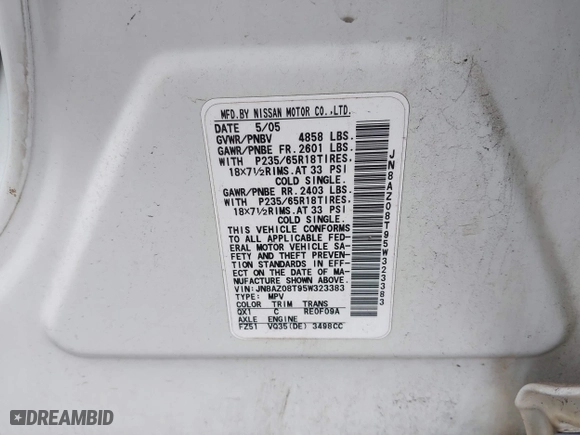 MFD.BY NISSAN MOTOR CO.,LTD.
DATE 5/05
GVWR/PNBV 4858 LBS.
GAWR/PNBE FR. 2601 LBS.
WITH P235/65R18TIRES.
18×7½RIMS.AT 33 PSI
COLD SINGLE.
GAWR/PNBE RR. 2403 LBS.
WITH P235/65R18TIRES.
18×7½RIMS.AT 33 PSI
COLD SINGLE.
THIS VEHICLE CONFORMS
TO ALL APPLICABLE FED-
ERAL MOTOR VEHICLE SA-
FETY AND THEFT PREVEN-
TION STANDARDS IN EFF-
ECT ON THE DATE OF MA-
NUFACTURE SHOWN ABOVE.
VIN:JN8AZ08T95W323383
TYPE: MPV
COLOR TRIM TRANS
QX1 C RE0F09A
AXLE ENGINE
FZ51 VQ35(DE) 3498CC
JN8AZ08T95W323383
DREAMBID